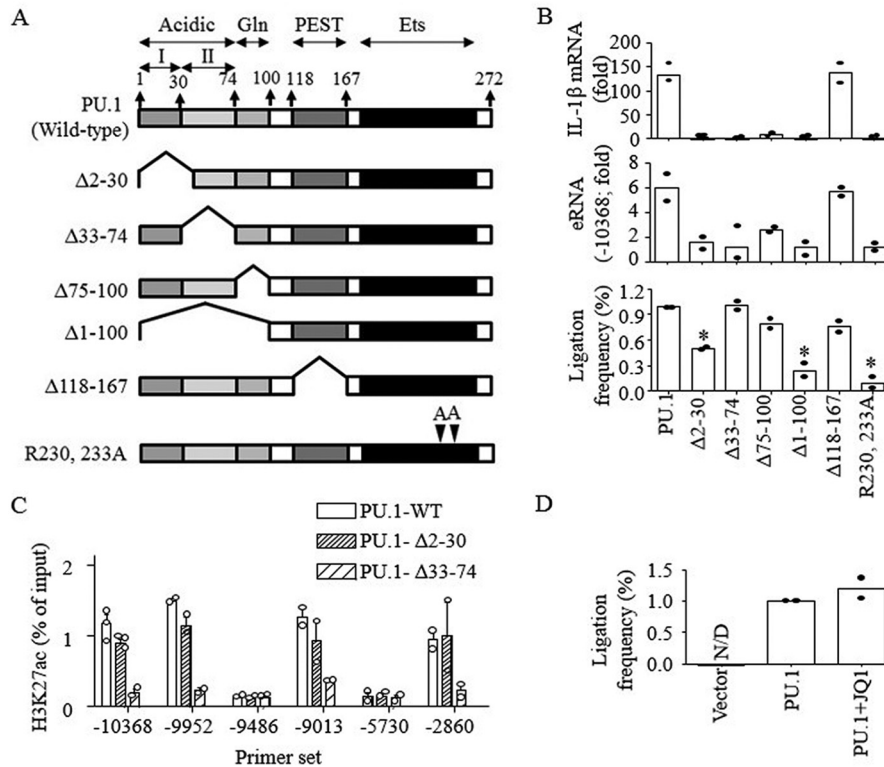 A
Acidic Gln PEST Ets
I II
1 30 74 100 118 167 272
PU.1
(Wild-type)
Δ2-30
Δ33-74
Δ75-100
Δ1-100
Δ118-167
AA
R230, 233A
B
IL-1β mRNA
(fold)
150
100
50
0
eRNA
(-10368; fold)
8
6
4
2
0
Ligation
frequency (%)
1.2
0.9
0.6
0.3
0.0
* * *
PU.1
Δ2-30
Δ33-74
Δ75-100
Δ1-100
Δ118-167
R230, 233A
C
PU.1-WT
PU.1- Δ2-30
PU.1- Δ33-74
H3K27ac (% of input)
2
1
0
-10368 -9952 -9486 -9013 -5730 -2860
Primer set
D
Ligation
frequency (%)
1.5
1.0
0.5
0.0
N/D
Vector
PU.1
PU.1+JQ1